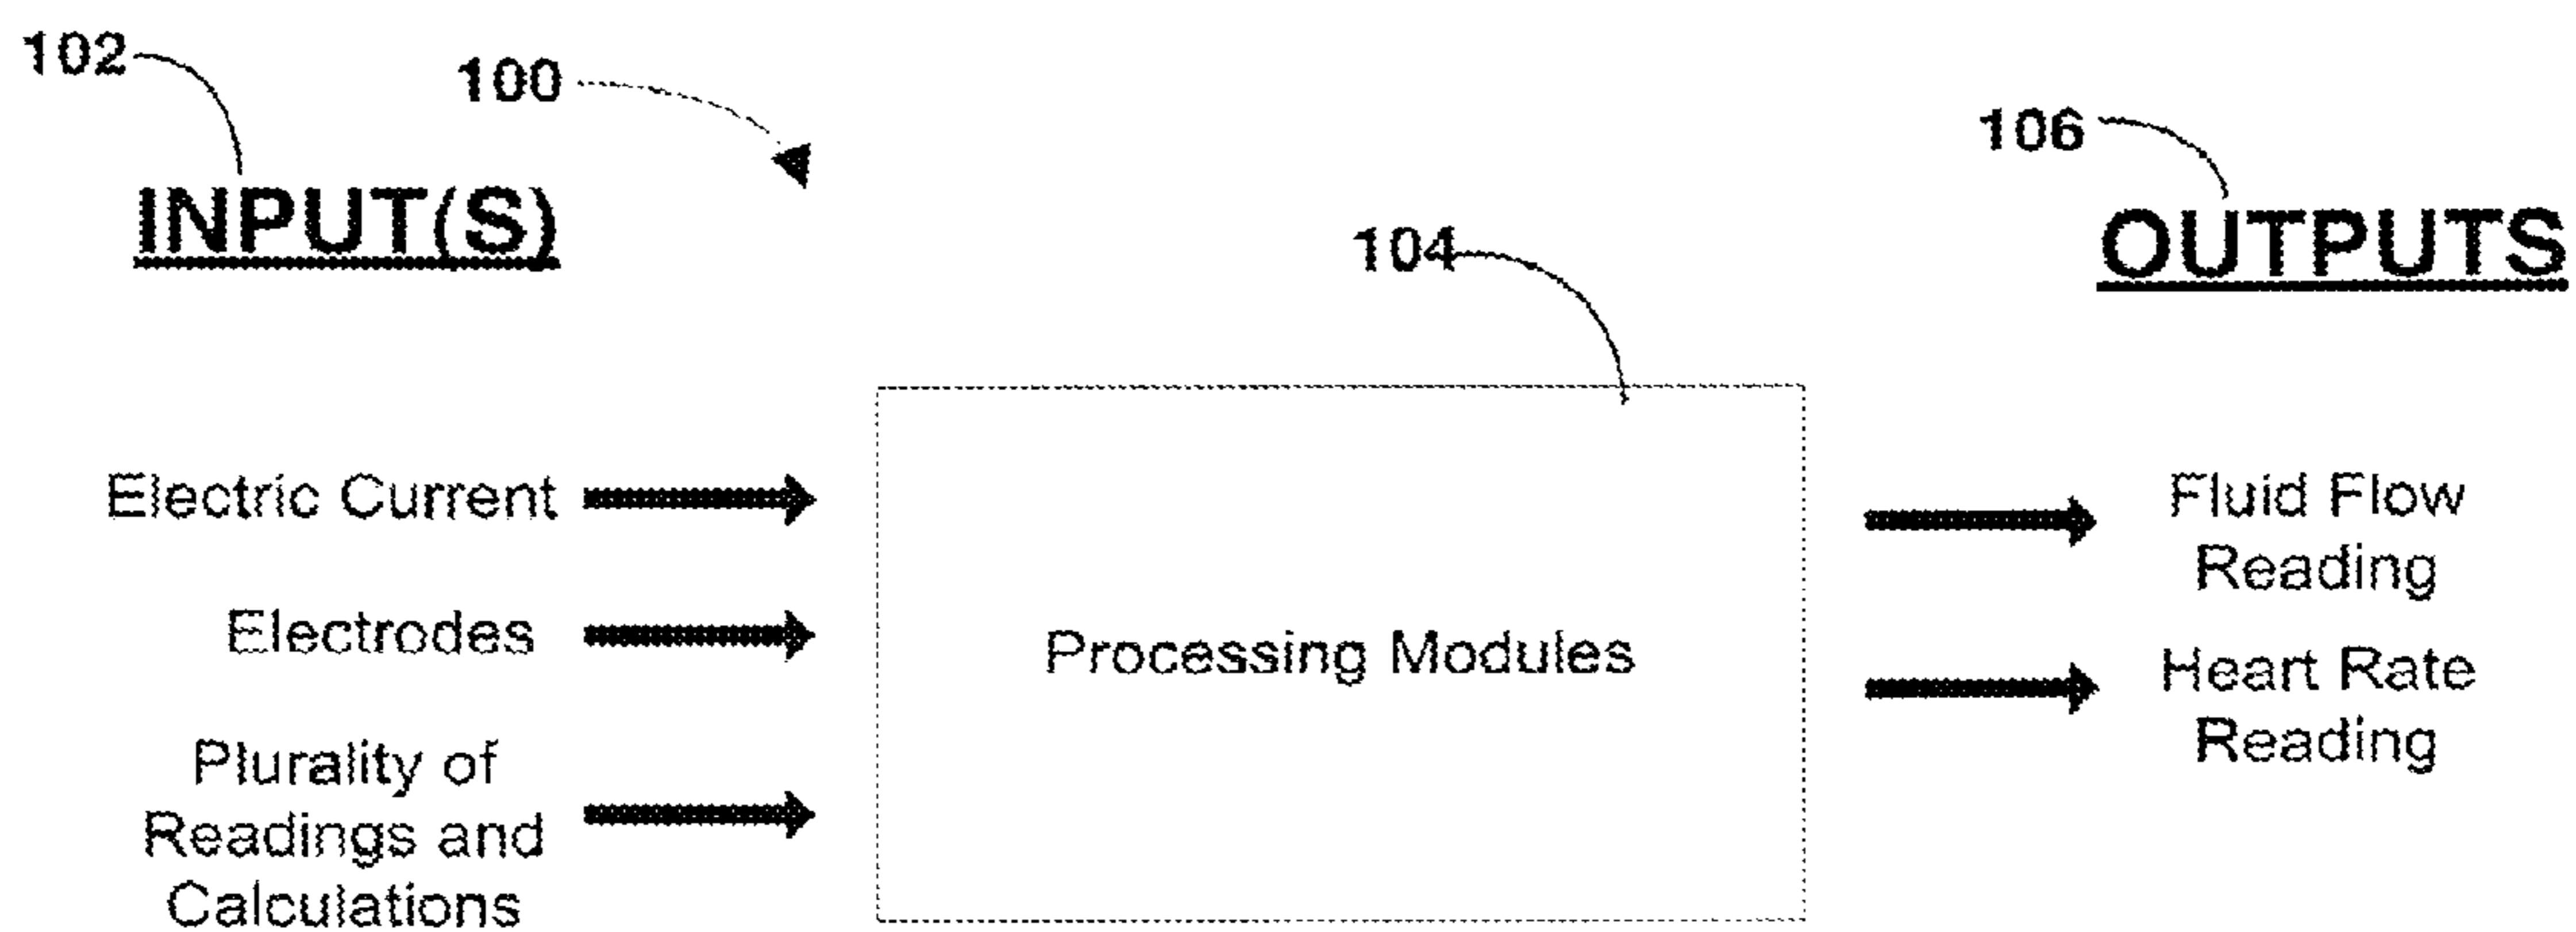 102
100
106
INPUT(S)
OUTPUTS
104
Electric Current
Electrodes
Plurality of
Readings and
Calculations
Processing Modules
Fluid Flow
Reading
Heart Rate
Reading